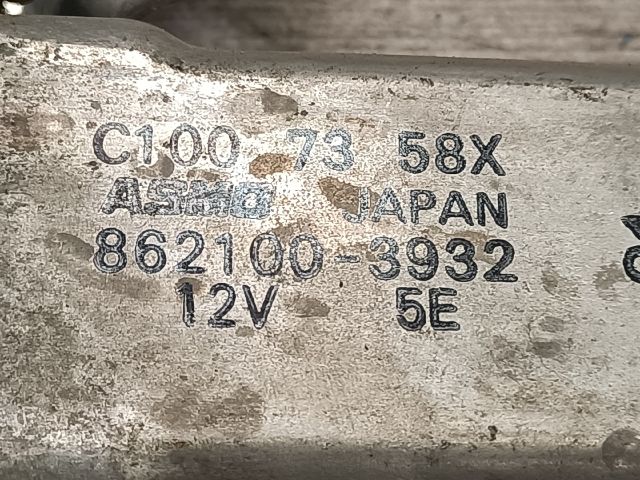 C100 73 58X
ASMO JAPAN
862100-3932
12V 5E